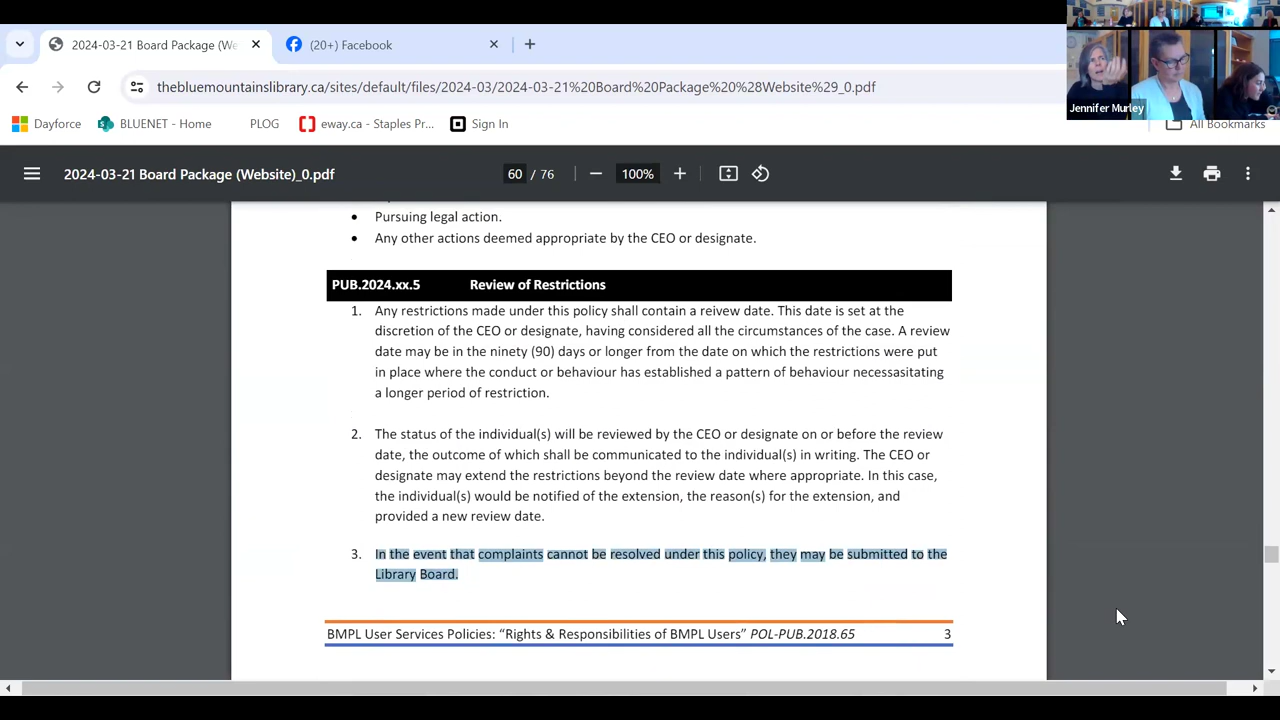 2024-03-21 Board Package (We
(20+) Facebook
thebluemountainslibrary.ca/sites/default/files/2024-03/2024-03-21%20Board%20Package%20%28Website%29_0.pdf
Jennifer Murley
Dayforce
BLUENET - Home
PLOG
eway.ca - Staples Pr...
Sign In
All Bookmarks
2024-03-21 Board Package (Website)_0.pdf
60 / 76
100%
• Pursuing legal action.
• Any other actions deemed appropriate by the CEO or designate.
PUB.2024.xx.5 Review of Restrictions
1. Any restrictions made under this policy shall contain a reivew date. This date is set at the
discretion of the CEO or designate, having considered all the circumstances of the case. A review
date may be in the ninety (90) days or longer from the date on which the restrictions were put
in place where the conduct or behaviour has established a pattern of behaviour necessasitating
a longer period of restriction.
2. The status of the individual(s) will be reviewed by the CEO or designate on or before the review
date, the outcome of which shall be communicated to the individual(s) in writing. The CEO or
designate may extend the restrictions beyond the review date where appropriate. In this case,
the individual(s) would be notified of the extension, the reason(s) for the extension, and
provided a new review date.
3. In the event that complaints cannot be resolved under this policy, they may be submitted to the
Library Board.
BMPL User Services Policies: “Rights & Responsibilities of BMPL Users” POL-PUB.2018.65 3